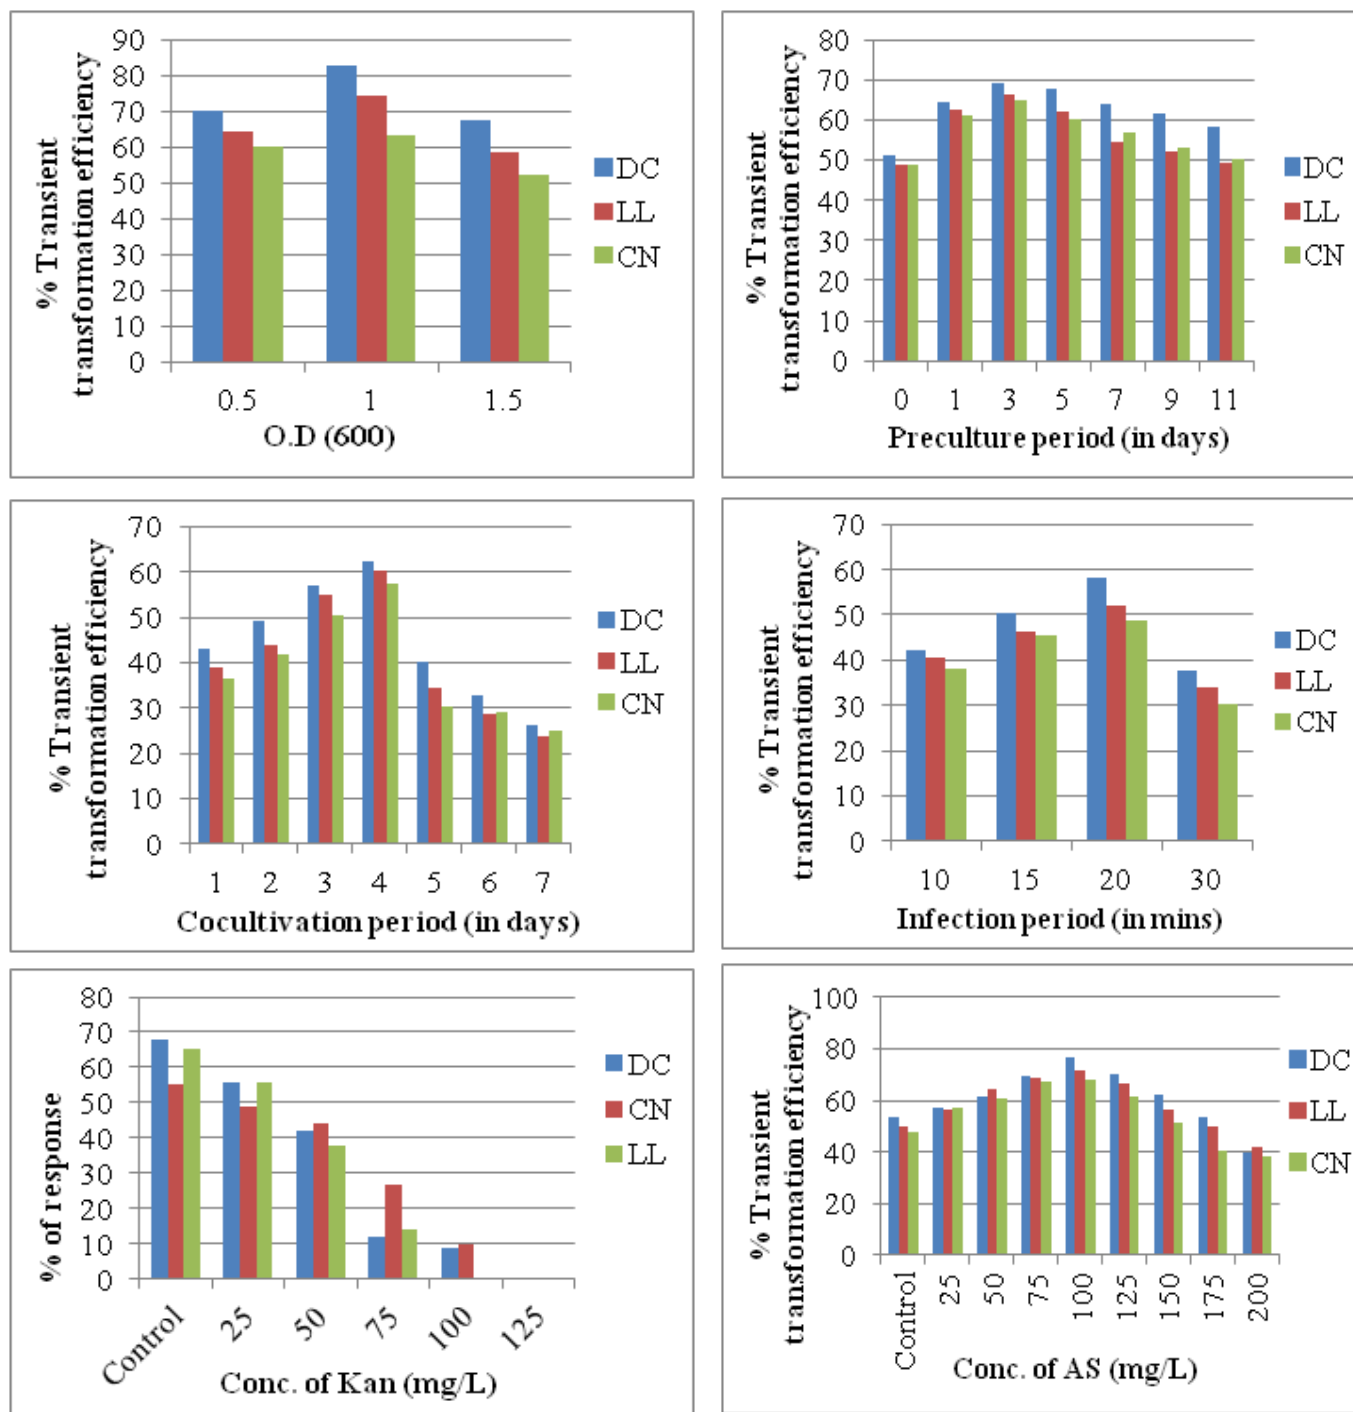 % Transient
transformation efficiency
90
80
70
60
50
40
30
20
10
0
0.5 1 1.5
O.D (600)
DC
LL
CN
% Transient
transformation efficiency
80
70
60
50
40
30
20
10
0
0 1 3 5 7 9 11
Preculture period (in days)
DC
LL
CN
% Transient
transformation efficiency
70
60
50
40
30
20
10
0
1 2 3 4 5 6 7
Cocultivation period (in days)
DC
LL
CN
% Transient
transformation efficiency
70
60
50
40
30
20
10
0
10 15 20 30
Infection period (in mins)
DC
LL
CN
% of response
80
70
60
50
40
30
20
10
0
Control 25 50 75 100 125
Conc. of Kan (mg/L)
DC
CN
LL
% Transient
transformation efficiency
100
80
60
40
20
0
Control 25 50 75 100 125 150 175 200
Conc. of AS (mg/L)
DC
LL
CN